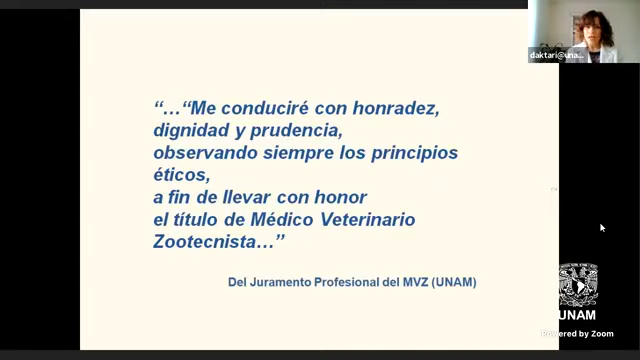 daktari@una...
“…“Me conduciré con honradez,
dignidad y prudencia,
observando siempre los principios
éticos,
a fin de llevar con honor
el título de Médico Veterinario
Zootecnista…”
Del Juramento Profesional del MVZ (UNAM)
UNAM
Powered by Zoom